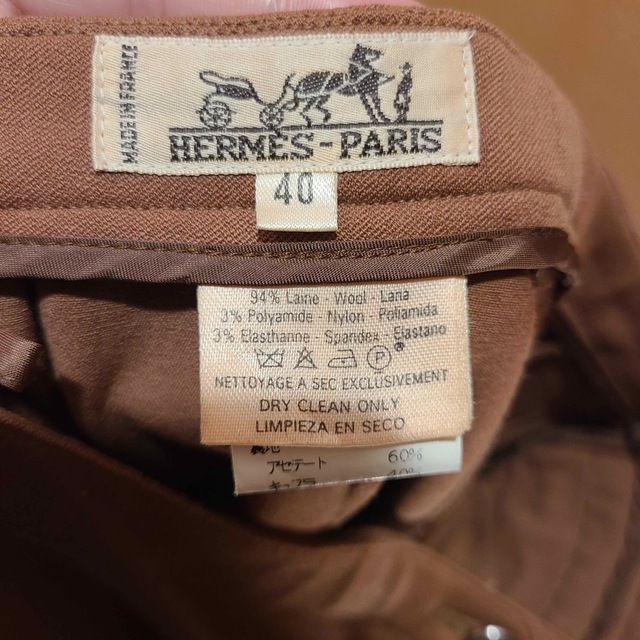 MADE IN FRANCE
HERMES-PARIS
40
94% Laine - Wool - Lana
3% Polyamide - Nylon - Poliamida
3% Elasthanne - Spandex - Elastano
P ®
NETTOYAGE A SEC EXCLUSIVEMENT
DRY CLEAN ONLY
LIMPIEZA EN SECO
アセテート 60%
40%